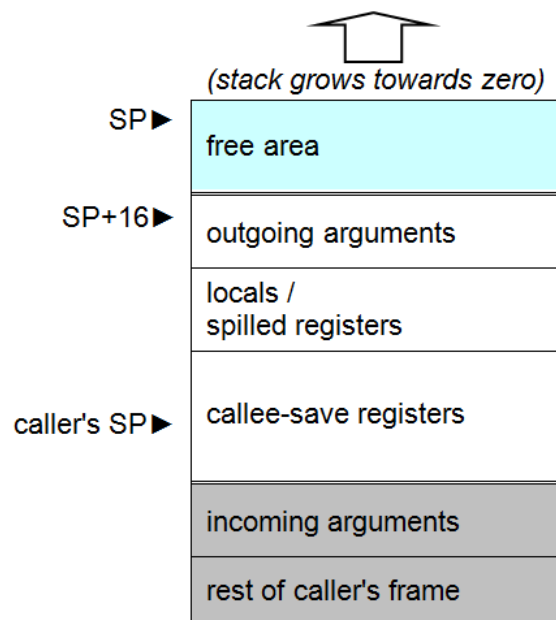 (stack grows towards zero)
SP►
free area
SP+16►
outgoing arguments
locals /
spilled registers
caller's SP►
callee-save registers
incoming arguments
rest of caller's frame